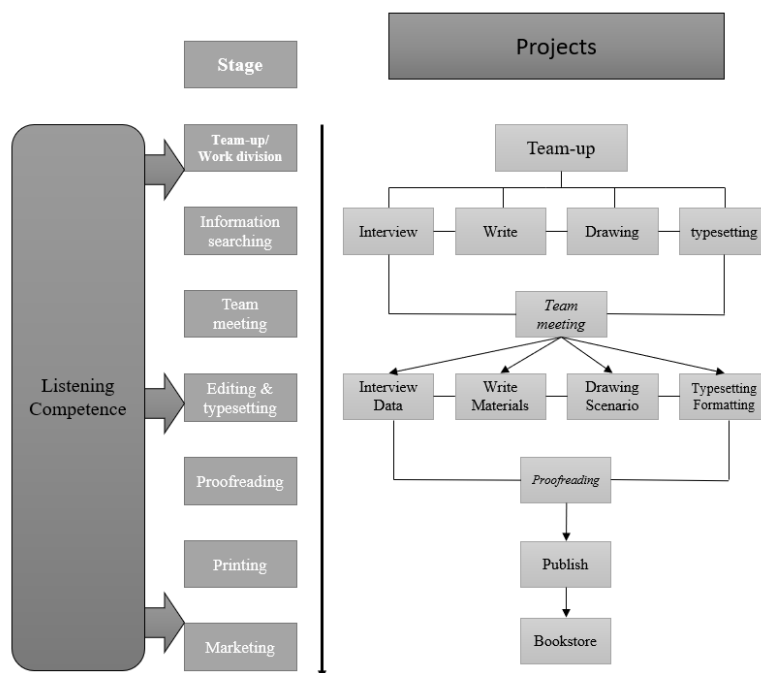 Stage
Projects
Listening
Competence
Team-up/
Work division
Information
searching
Team
meeting
Editing &
typesetting
Proofreading
Printing
Marketing
Team-up
Interview
Write
Drawing
typesetting
Team
meeting
Interview
Data
Write
Materials
Drawing
Scenario
Typesetting
Formatting
Proofreading
Publish
Bookstore